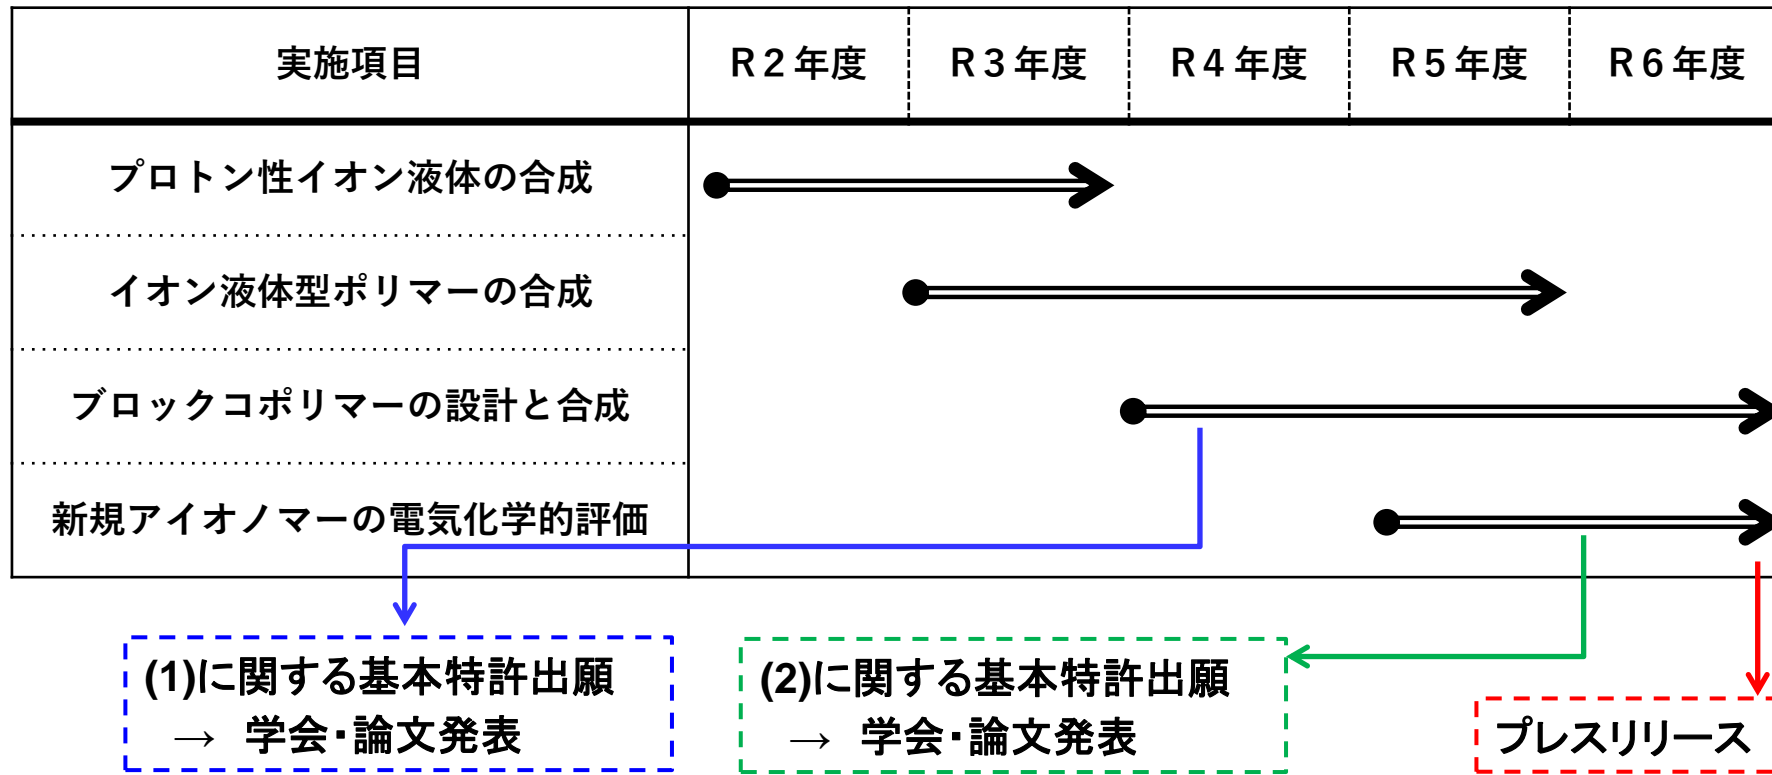 実施項目 R2年度 R3年度 R4年度 R5年度 R6年度
プロトン性イオン液体の合成
イオン液体型ポリマーの合成
ブロックコポリマーの設計と合成
新規アイオノマーの電気化学的評価
(1)に関する基本特許出願
→ 学会・論文発表
(2)に関する基本特許出願
→ 学会・論文発表
プレスリリース